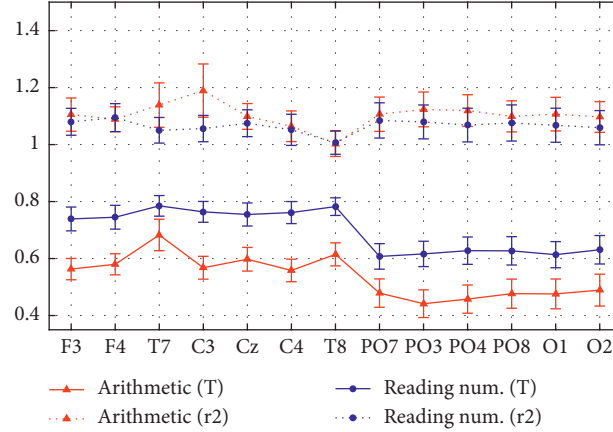 1.4
1.2
1
0.8
0.6
0.4
F3 F4 T7 C3 Cz C4 T8 PO7 PO3 PO4 PO8 O1 O2
Arithmetic (T) Reading num. (T)
Arithmetic (r2) Reading num. (r2)